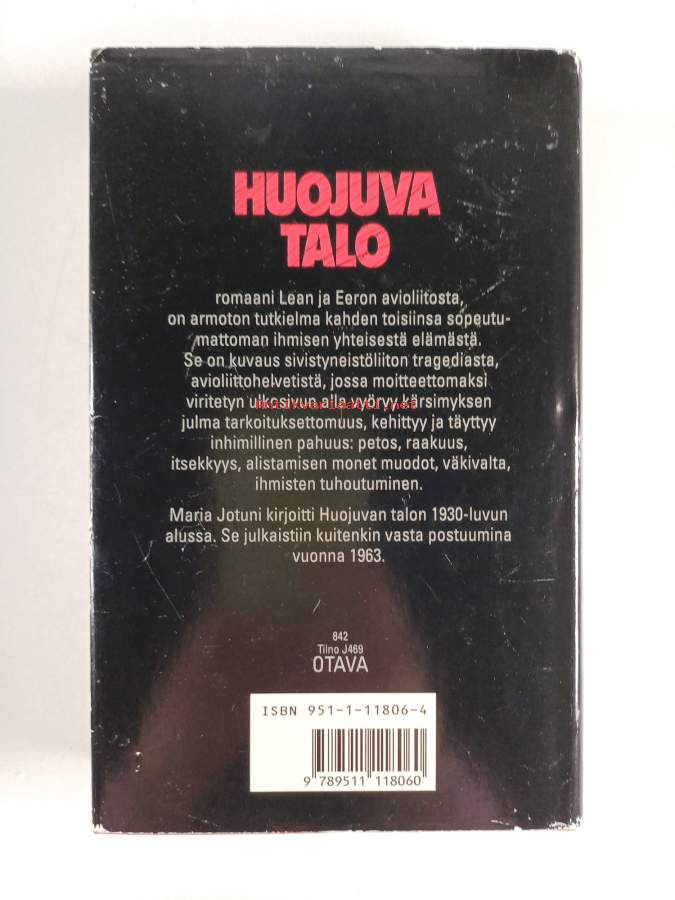 HUOJUVA
TALO
romaani Lean ja Eeron avioliitosta,
on armoton tutkielma kahden toisiinsa sopeutu-
mattoman ihmisen yhteisestä elämästä.
Se on kuvaus sivistyneistöliiton tragediasta,
avioliittohelvetistä, jossa moitteettomaksi
viritetyn ulkosivun alla vyöryy kärsimyksen
Antikvariaatti.net
julma tarkoituksettomuus, kehittyy ja täyttyy
inhimillinen pahuus: petos, raakuus,
itsekkyys, alistamisen monet muodot, väkivalta,
ihmisten tuhoutuminen.
Maria Jotuni kirjoitti Huojuvan talon 1930-luvun
alussa. Se julkaistiin kuitenkin vasta postuumina
vuonna 1963.
842
Tilno J469
OTAVA
ISBN 951-1-11806-4
9 789511 118060